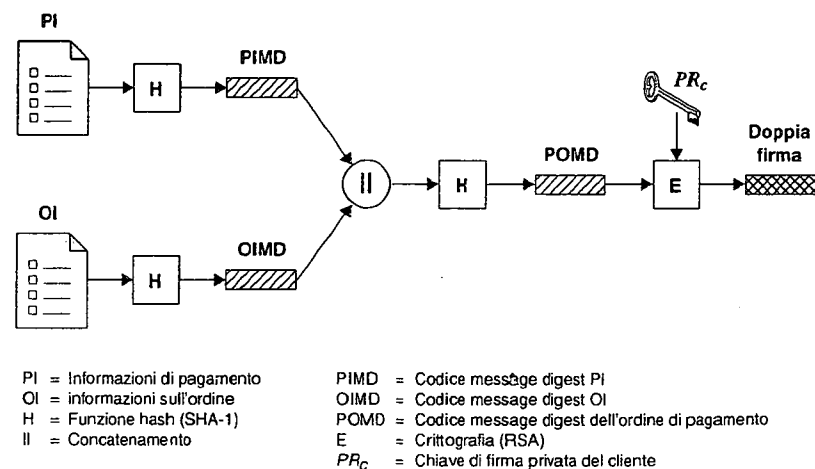 PI
PIMD
H
PR_c
Doppia
firma
||
H
POMD
E
OI
OIMD
H
PI = Informazioni di pagamento
OI = informazioni sull'ordine
H = Funzione hash (SHA-1)
|| = Concatenamento
PIMD = Codice message digest PI
OIMD = Codice message digest OI
POMD = Codice message digest dell'ordine di pagamento
E = Crittografia (RSA)
PR_C = Chiave di firma privata del cliente